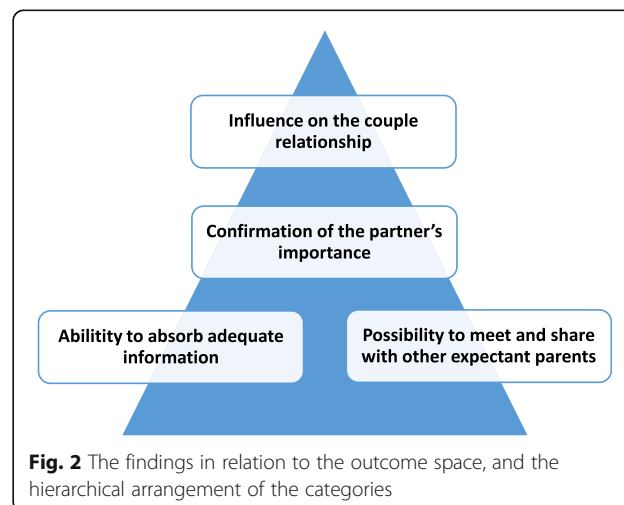 Influence on the couple
relationship
Confirmation of the partner's
importance
Abilitity to absorb adequate
information
Possibility to meet and share
with other expectant parents
Fig. 2 The findings in relation to the outcome space, and the
hierarchical arrangement of the categories